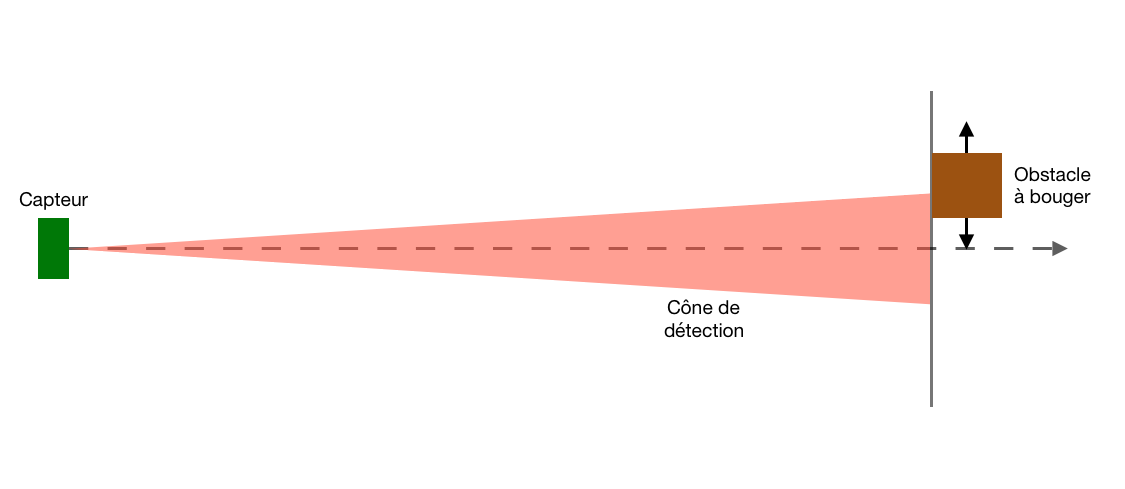 Capteur
Obstacle
à bouger
Cône de
détection